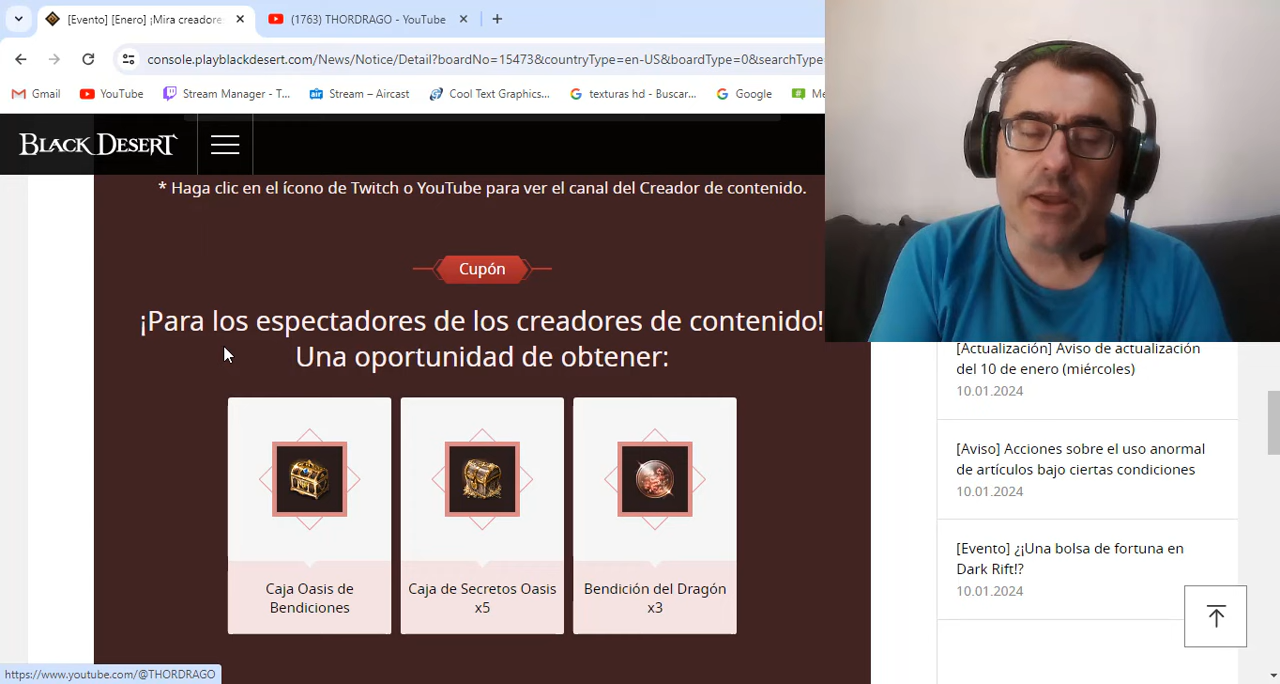 [Evento] [Enero] ¡Mira creadore
(1763) THORDRAGO - YouTube
console.playblackdesert.com/News/Notice/Detail?boardNo=15473&countryType=en-US&boardType=0&searchType
Gmail
YouTube
Stream Manager - T...
Stream – Aircast
Cool Text Graphics...
texturas hd - Buscar...
Google
Me
BLACK DESERT
* Haga clic en el ícono de Twitch o YouTube para ver el canal del Creador de contenido.
Cupón
¡Para los espectadores de los creadores de contenido!
Una oportunidad de obtener:
Caja Oasis de
Bendiciones
Caja de Secretos Oasis
x5
Bendición del Dragón
x3
[Actualización] Aviso de actualización
del 10 de enero (miércoles)
10.01.2024
[Aviso] Acciones sobre el uso anormal
de artículos bajo ciertas condiciones
10.01.2024
[Evento] ¿¡Una bolsa de fortuna en
Dark Rift!?
10.01.2024
https://www.youtube.com/@THORDRAGO